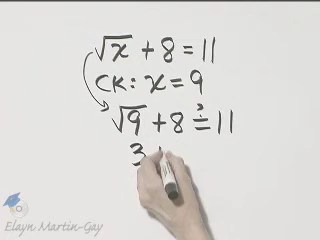 √x + 8 = 11
CK: x = 9
√9 + 8 ≟ 11
3 +
Elayn Martin-Gay